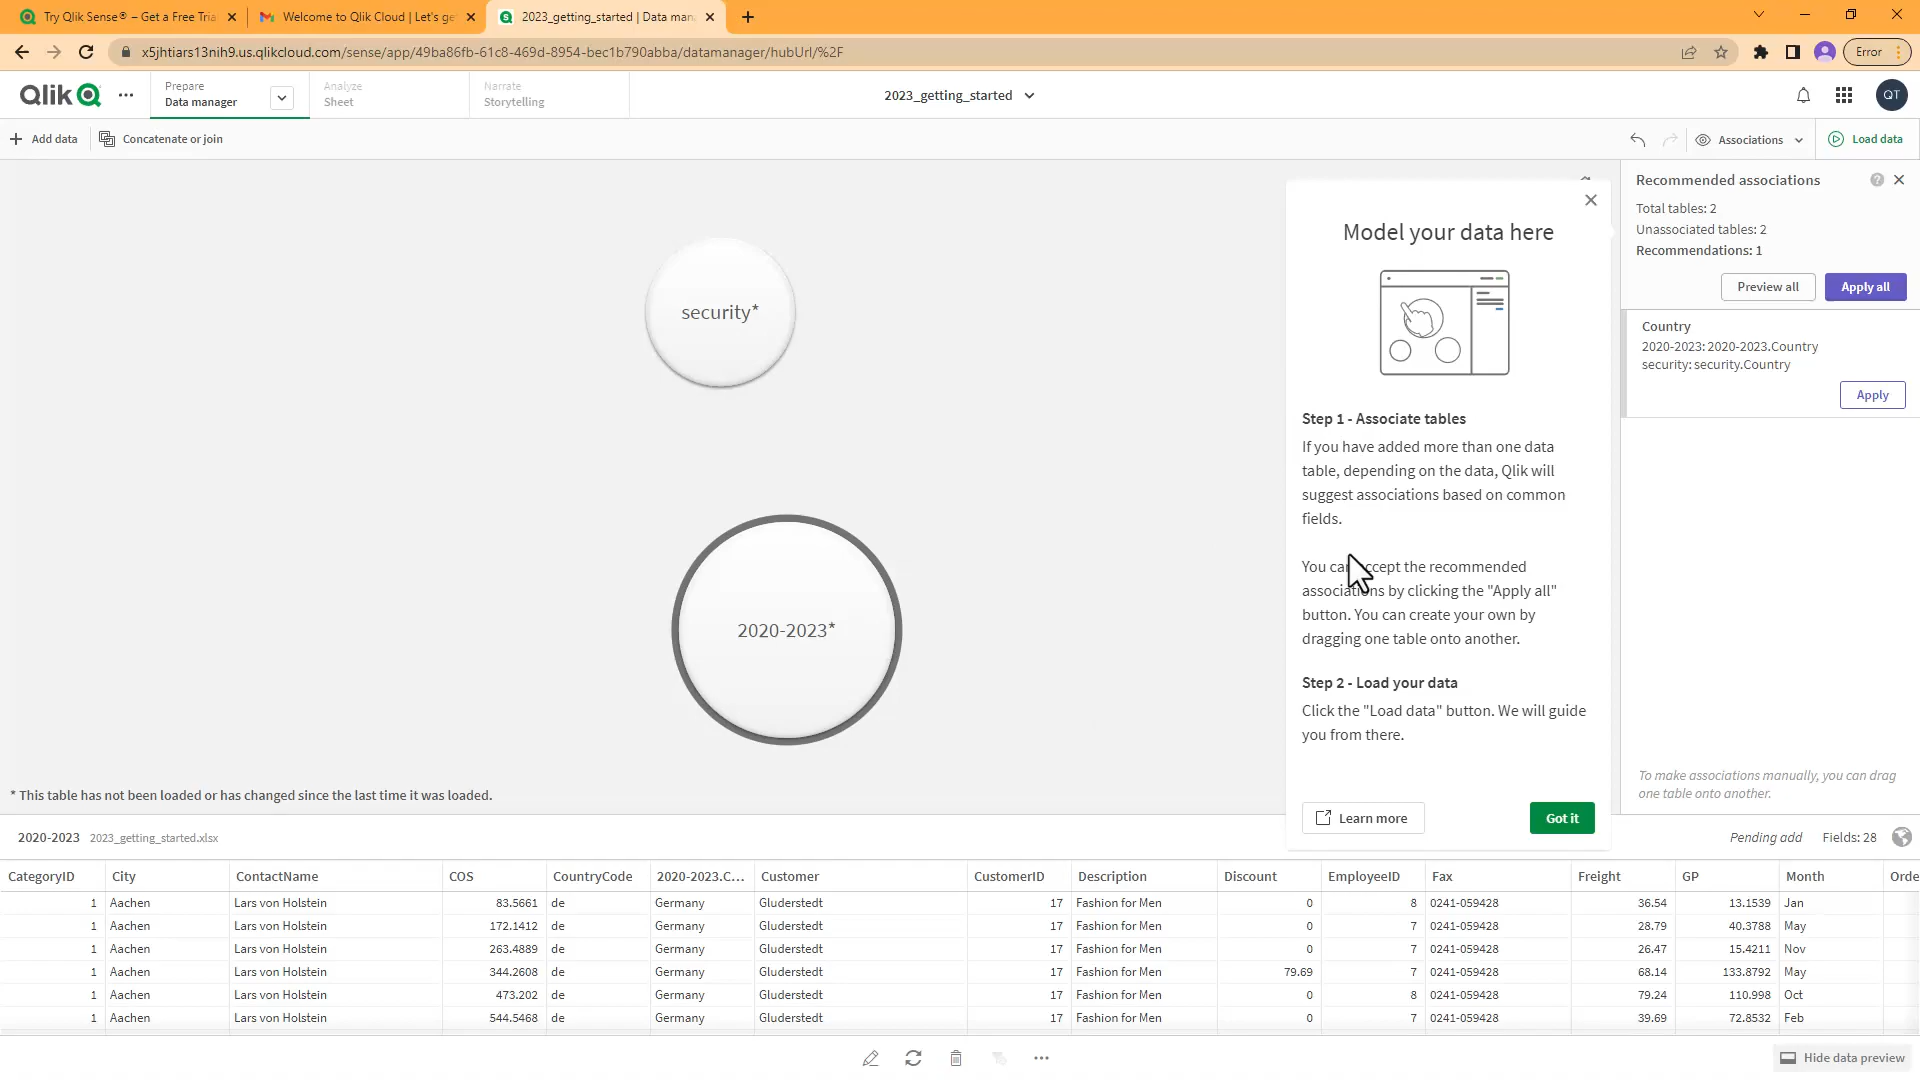 Try Qlik Sense® – Get a Free Tria
Welcome to Qlik Cloud | Let's ge
2023_getting_started | Data man
x5jhtiars13nih9.us.qlikcloud.com/sense/app/49ba86fb-61c8-469d-8954-bec1b790abba/datamanager/hubUrl/%2F
Error
Qlik
Prepare
Data manager
Analyze
Sheet
Narrate
Storytelling
2023_getting_started
QT
Add data
Concatenate or join
Associations
Load data
security*
2020-2023*
* This table has not been loaded or has changed since the last time it was loaded.
Model your data here
Step 1 - Associate tables
If you have added more than one data
table, depending on the data, Qlik will
suggest associations based on common
fields.
You can accept the recommended
associations by clicking the "Apply all"
button. You can create your own by
dragging one table onto another.
Step 2 - Load your data
Click the "Load data" button. We will guide
you from there.
Learn more
Got it
Recommended associations
Total tables: 2
Unassociated tables: 2
Recommendations: 1
Preview all
Apply all
Country
2020-2023: 2020-2023.Country
security: security.Country
Apply
To make associations manually, you can drag
one table onto another.
2020-2023 2023_getting_started.xlsx Pending add Fields: 28
CategoryID City ContactName COS CountryCode 2020-2023.C... Customer CustomerID Description Discount EmployeeID Fax Freight GP Month Orde
1 Aachen Lars von Holstein 83.5661 de Germany Gluderstedt 17 Fashion for Men 0 8 0241-059428 36.54 13.1539 Jan
1 Aachen Lars von Holstein 172.1412 de Germany Gluderstedt 17 Fashion for Men 0 7 0241-059428 28.79 40.3788 May
1 Aachen Lars von Holstein 263.4889 de Germany Gluderstedt 17 Fashion for Men 0 7 0241-059428 26.47 15.4211 Nov
1 Aachen Lars von Holstein 344.2608 de Germany Gluderstedt 17 Fashion for Men 79.69 7 0241-059428 68.14 133.8792 May
1 Aachen Lars von Holstein 473.202 de Germany Gluderstedt 17 Fashion for Men 0 8 0241-059428 79.24 110.998 Oct
1 Aachen Lars von Holstein 544.5468 de Germany Gluderstedt 17 Fashion for Men 0 7 0241-059428 39.69 72.8532 Feb
Hide data preview